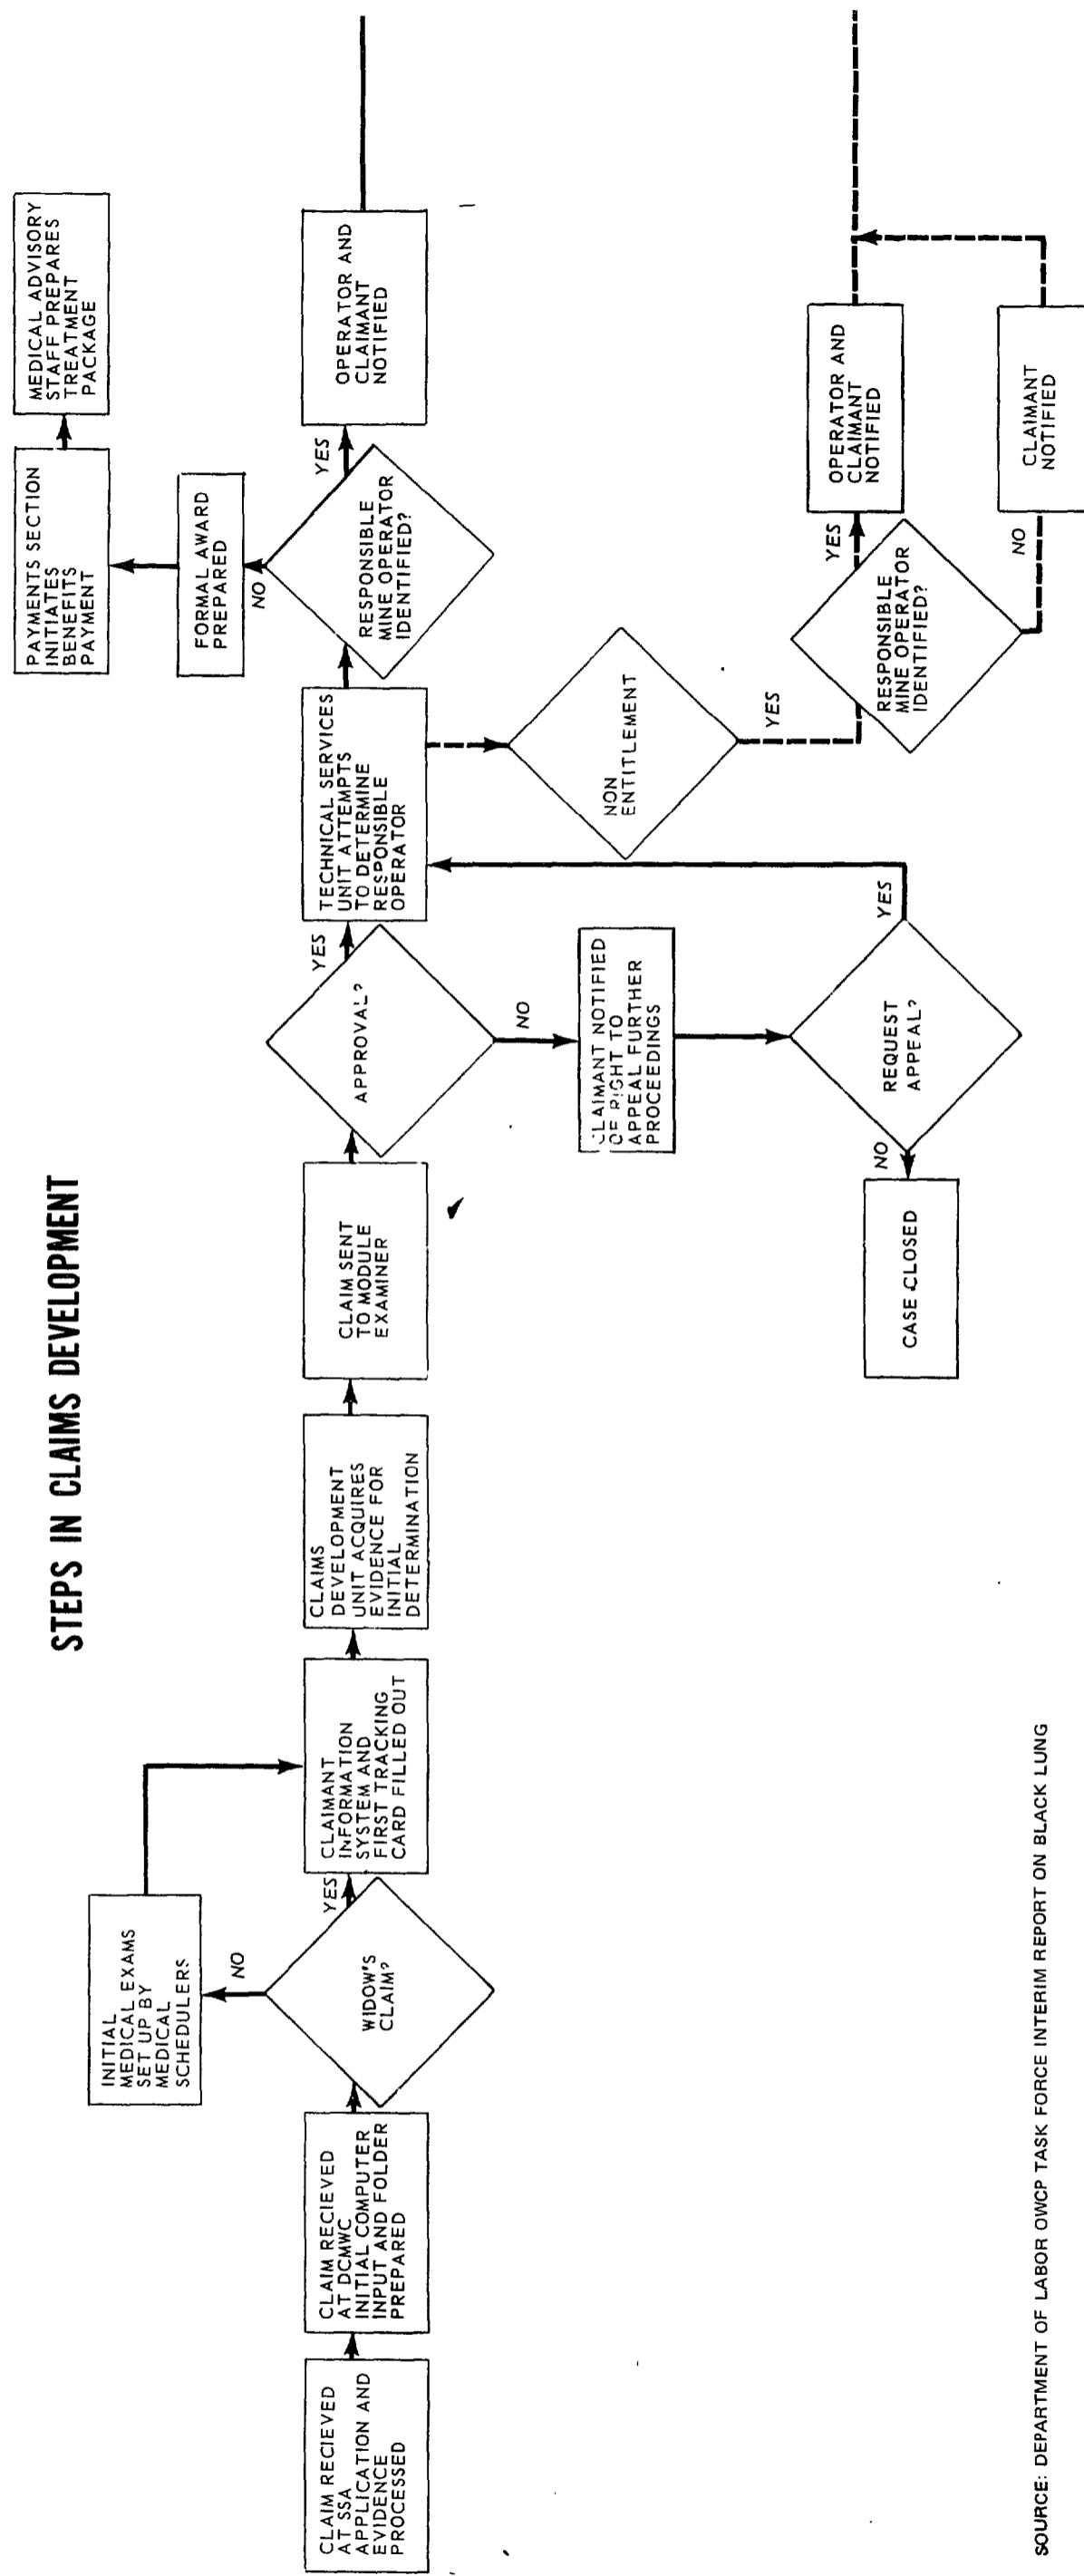 STEPS IN CLAIMS DEVELOPMENT
CLAIM RECIEVED
AT SSA
APPLICATION AND
EVIDENCE
PROCESSED
CLAIM RECIEVED
AT DCMWC
INITIAL COMPUTER
INPUT AND FOLDER
PREPARED
WIDOW'S
CLAIM?
NO
INITIAL
MEDICAL EXAMS
SET UP BY
MEDICAL
SCHEDULERS
YES
CLAIMANT
INFORMATION
SYSTEM AND
FIRST TRACKING
CARD FILLED OUT
CLAIMS
DEVELOPMENT
UNIT ACQUIRES
EVIDENCE FOR
INITIAL
DETERMINATION
CLAIM SENT
TO MODULE
EXAMINER
APPROVAL?
YES
NO
CLAIMANT NOTIFIED
OF RIGHT TO
APPEAL FURTHER
PROCEEDINGS
REQUEST
APPEAL?
NO
CASE CLOSED
YES
TECHNICAL SERVICES
UNIT ATTEMPTS
TO DETERMINE
RESPONSIBLE
OPERATOR
RESPONSIBLE
MINE OPERATOR
IDENTIFIED?
NO
FORMAL AWARD
PREPARED
PAYMENTS SECTION
INITIATES
BENEFITS
PAYMENT
MEDICAL ADVISORY
STAFF PREPARES
TREATMENT
PACKAGE
YES
OPERATOR AND
CLAIMANT
NOTIFIED
NON
ENTITLEMENT
YES
RESPONSIBLE
MINE OPERATOR
IDENTIFIED?
YES
OPERATOR AND
CLAIMANT
NOTIFIED
NO
CLAIMANT
NOTIFIED
SOURCE: DEPARTMENT OF LABOR OWCP TASK FORCE INTERIM REPORT ON BLACK LUNG